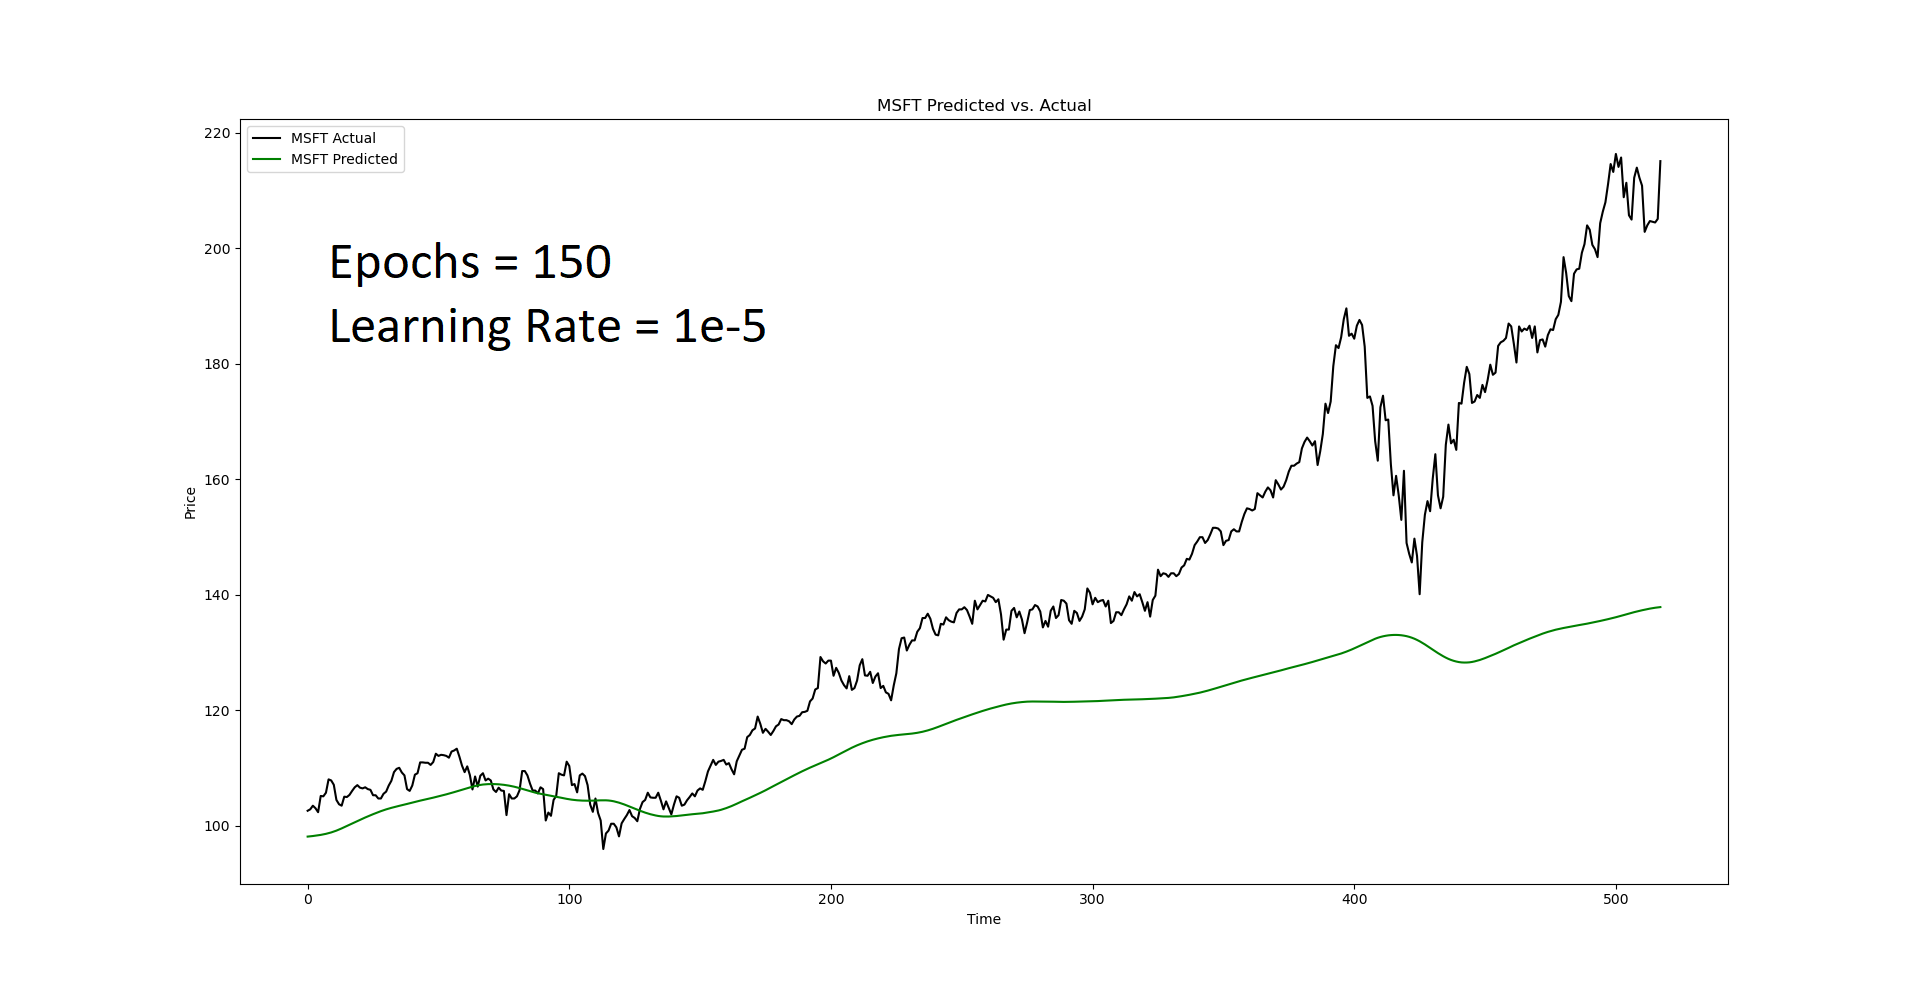 MSFT Predicted vs. Actual
MSFT Actual
MSFT Predicted
Epochs = 150
Learning Rate = 1e-5
Price
220
200
180
160
140
120
100
0 100 200 300 400 500
Time